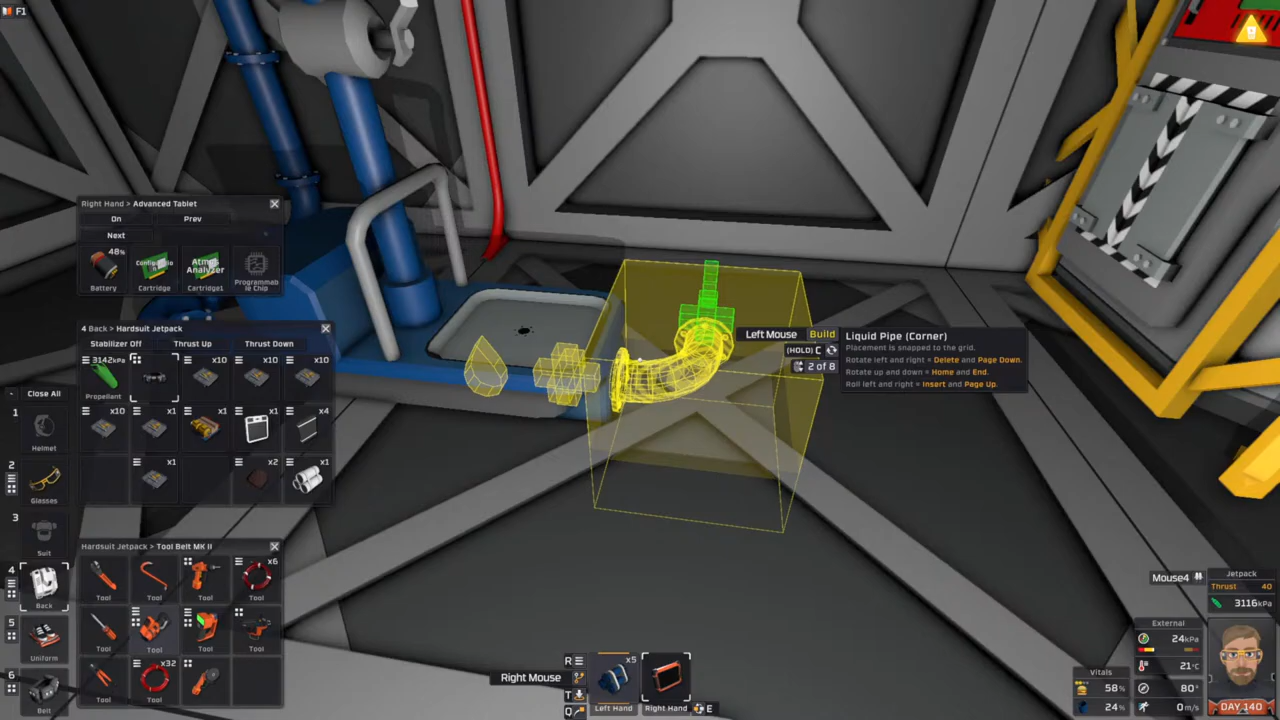 F1
Right Hand > Advanced Tablet
On
Prev
Next
48%
Battery
Cartridge
Atmos Analyzer
Cartridge1
Programmable Chip
4 Back > Hardsuit Jetpack
Stabilizer Off
Thrust Up
Thrust Down
3142kPa
x10
x10
x10
Propellant
x10
x1
x1
x1
x4
x1
x2
x1
Close All
1
Helmet
2
Glasses
3
Suit
4
Back
5
Uniform
6
Belt
Hardsuit Jetpack > Tool Belt MK II
x6
Tool
Tool
Tool
Tool
Tool
Tool
Tool
Tool
x32
Tool
Tool
Tool
Left Mouse
Build
(HOLD) C
2 of 8
Liquid Pipe (Corner)
Placement is snapped to the grid.
Rotate left and right = Delete and Page Down.
Rotate up and down = Home and End.
Roll left and right = Insert and Page Up.
Right Mouse
R
T
Q
x5
Left Hand
Right Hand
E
Mouse4
Jetpack
Thrust 40
3116kPa
External
24kPa
21°C
80°
0m/s
Vitals
58%
24%
DAY 140